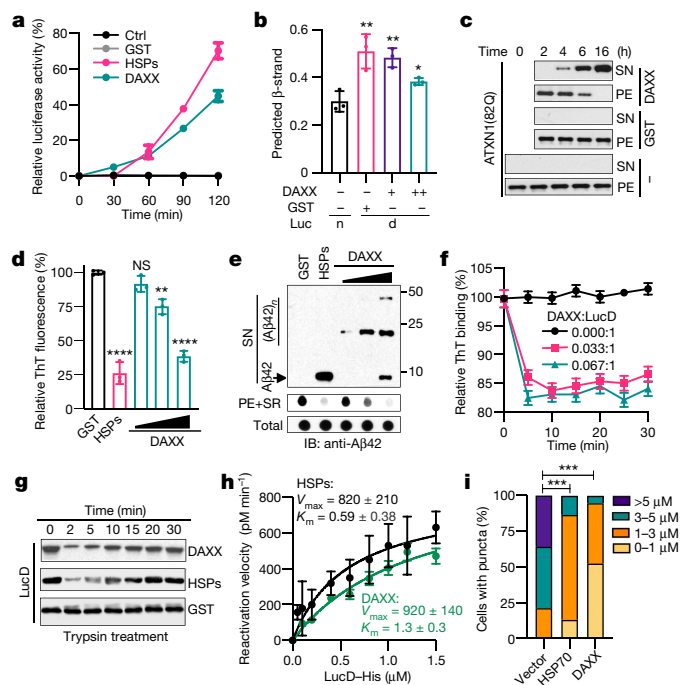 a
Relative luciferase activity (%)
80
60
40
20
0
Ctrl
GST
HSPs
DAXX
0 30 60 90 120
Time (min)
b
Predicted β-strand
0.6
0.4
0.2
0
** ** *
DAXX – – + ++
GST – + – –
Luc n d
c
Time 0 2 4 6 16 (h)
ATXN1(82Q)
SN
PE
DAXX
SN
PE
GST
SN
PE
–
d
Relative ThT fluorescence (%)
100
75
50
25
0
NS
**
****
****
GST
HSPs
DAXX
e
GST
HSPs
DAXX
SN
(Aβ42)n
Aβ42
50
25
10
PE+SR
Total
IB: anti-Aβ42
f
Relative ThT binding (%)
105
100
95
90
85
80
DAXX:LucD
0.000:1
0.033:1
0.067:1
0 10 20 30
Time (min)
g
Time (min)
0 2 5 10 15 20 30
LucD
DAXX
HSPs
GST
Trypsin treatment
h
Reactivation velocity (pM min⁻¹)
800
600
400
200
0
HSPs:
Vmax = 820 ± 210
Km = 0.59 ± 0.38
DAXX:
Vmax = 920 ± 140
Km = 1.3 ± 0.3
0.0 0.5 1.0 1.5
LucD–His (μM)
i
Cells with puncta (%)
100
80
60
40
20
0
***
***
>5 μM
3–5 μM
1–3 μM
0–1 μM
Vector
HSP70
DAXX